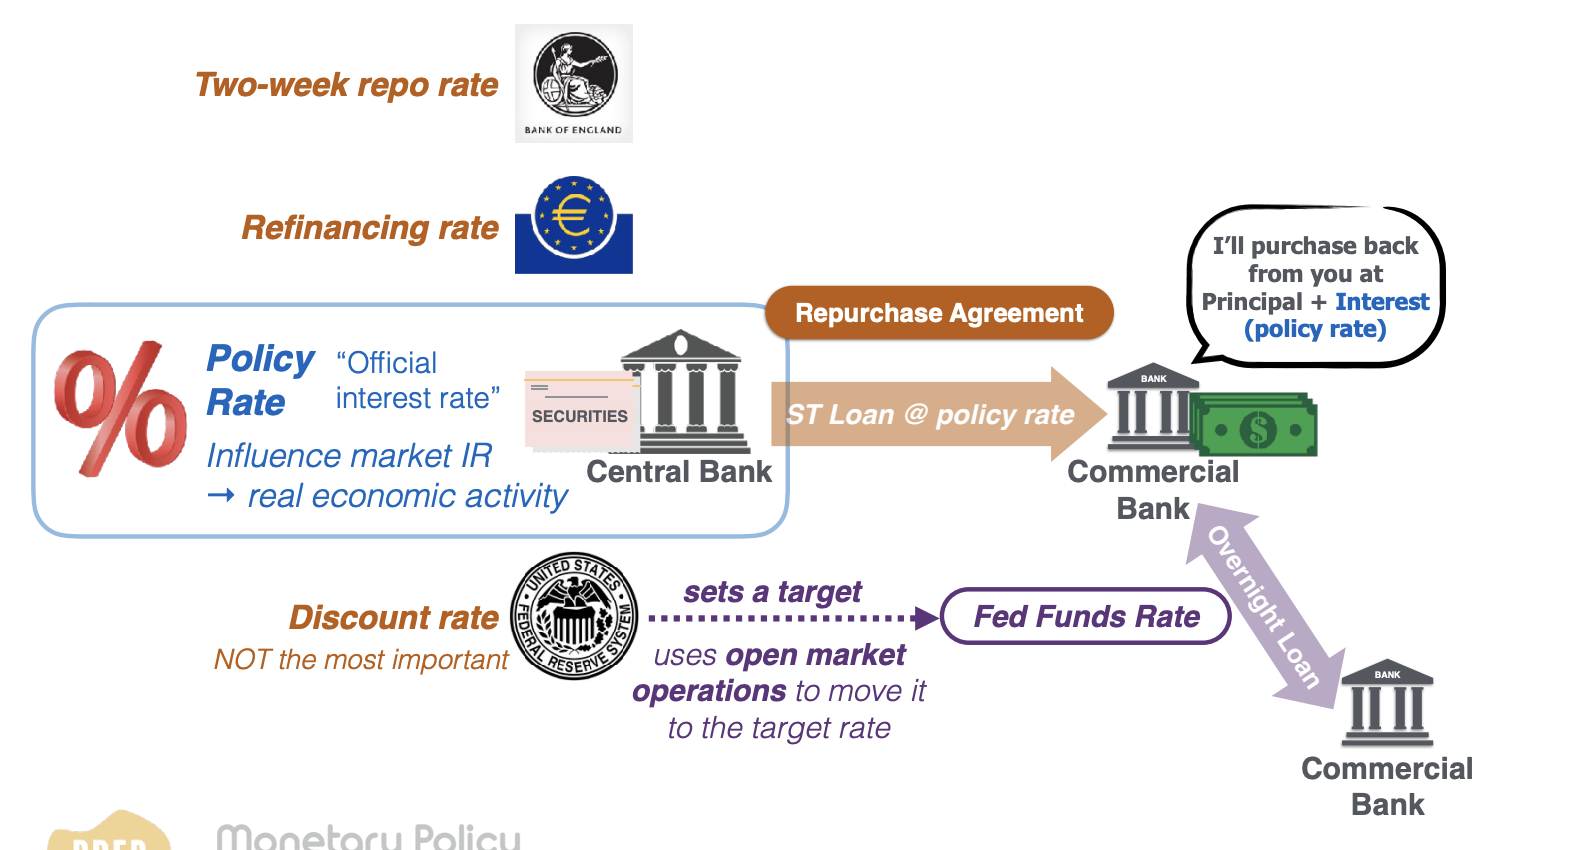 Two-week repo rate
BANK OF ENGLAND
Refinancing rate
I'll purchase back
from you at
Principal + Interest
(policy rate)
Repurchase Agreement
Policy
Rate
"Official
interest rate"
Influence market IR
→ real economic activity
SECURITIES
Central Bank
ST Loan @ policy rate
BANK
Commercial
Bank
Overnight Loan
Discount rate
NOT the most important
UNITED STATES
FEDERAL RESERVE SYSTEM
sets a target
uses open market
operations to move it
to the target rate
Fed Funds Rate
BANK
Commercial
Bank
PREP
Monetary Policy